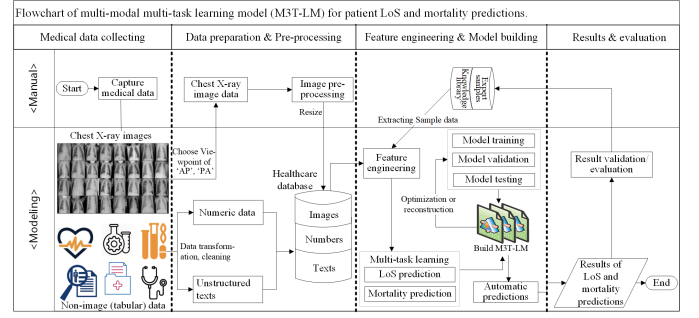 Flowchart of multi-modal multi-task learning model (M3T-LM) for patient LoS and mortality predictions.
Medical data collecting
Data preparation & Pre-processing
Feature engineering & Model building
Results & evaluation
<Manual>
Start
Capture
medical data
Chest X-ray
image data
Image pre-
processing
Resize
Expert
samples
Knowledge
library
Extracting Sample data
<Modeling>
Chest X-ray images
Choose Vie-
wpoint of
‘AP’, ‘PA’
Healthcare
database
Images
Numbers
Texts
Numeric data
Data transform-
ation, cleaning
Unstructured
texts
Non-image (tabular) data
Feature
engineering
Model training
Model validation
Model testing
Optimization or
reconstruction
Build M3T-LM
Multi-task learning
LoS prediction
Mortality prediction
Automatic
predictions
Result validation/
evaluation
Results of
LoS and
mortality
predictions
End